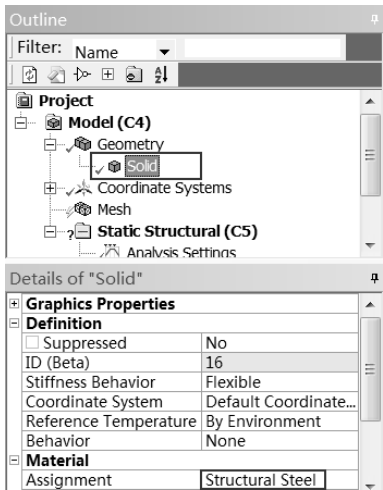 Outline
Filter: Name
Project
Model (C4)
Geometry
Solid
Coordinate Systems
Mesh
Static Structural (C5)
Analysis Settings
Details of "Solid"
Graphics Properties
Definition
Suppressed No
ID (Beta) 16
Stiffness Behavior Flexible
Coordinate System Default Coordinate...
Reference Temperature By Environment
Behavior None
Material
Assignment Structural Steel